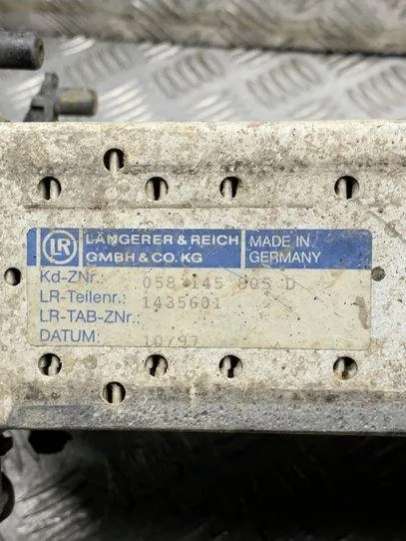 LR LÄNGERER & REICH MADE IN
GMBH & CO. KG GERMANY
Kd-ZNr.: 058 145 805 D
LR-Teilenr.: 1435601
LR-TAB-ZNr.:
DATUM: 10/97